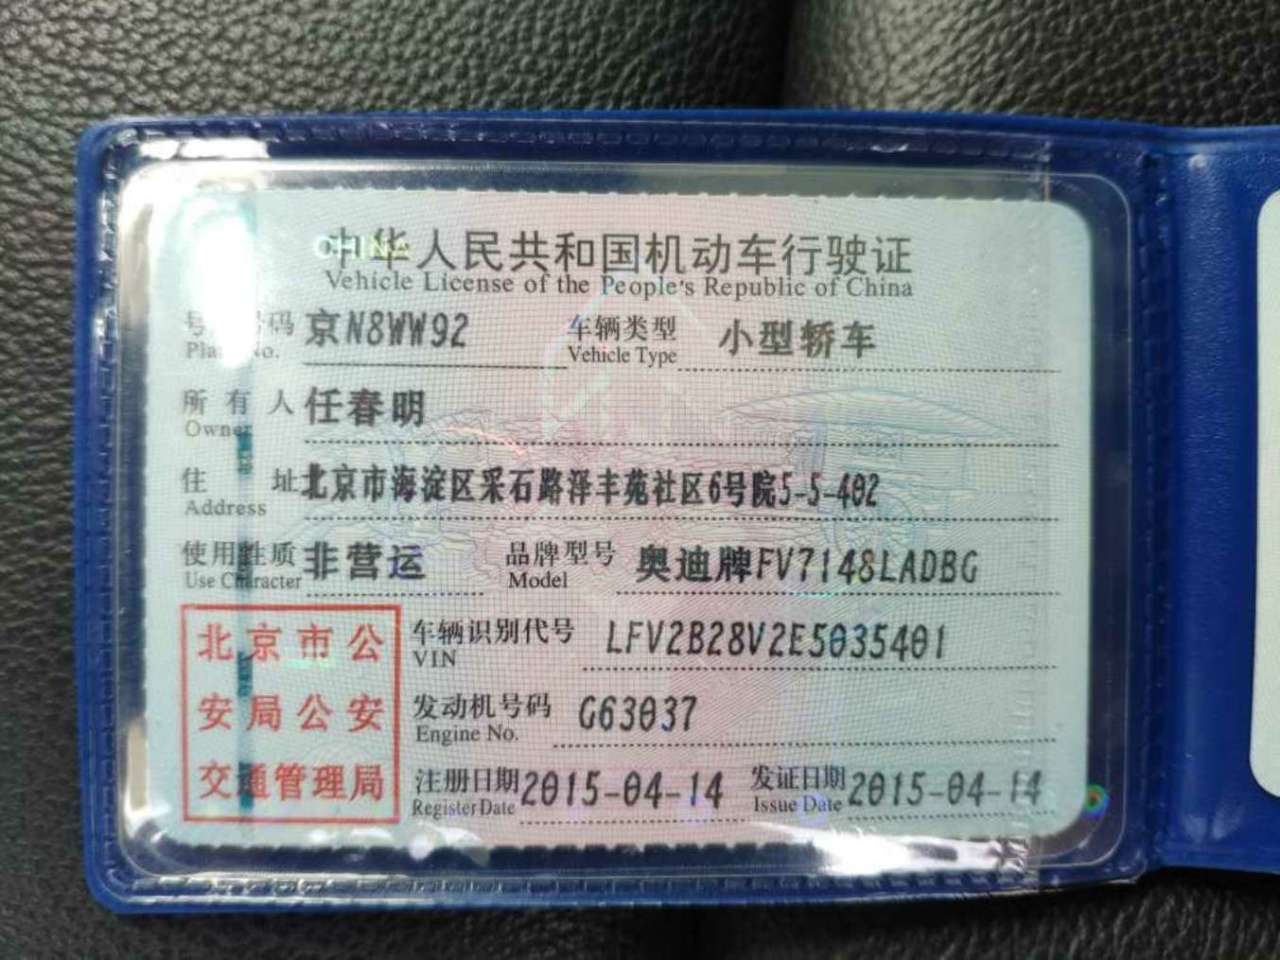 中华人民共和国机动车行驶证
Vehicle License of the People's Republic of China
号 号码 京N8WW92 车辆类型 小型轿车
Pla No. Vehicle Type
所有人 任春明
Owner
住址 北京市海淀区采石路泽丰苑社区6号院5-5-402
Address
使用性质 非营运 品牌型号 奥迪牌FV7148LADBG
Use Character Model
北京市公
安局公安
交通管理局
车辆识别代号 LFV2B28V2E5035401
VIN
发动机号码 G63037
Engine No.
注册日期 2015-04-14 发证日期 2015-04-14
Register Date Issue Date